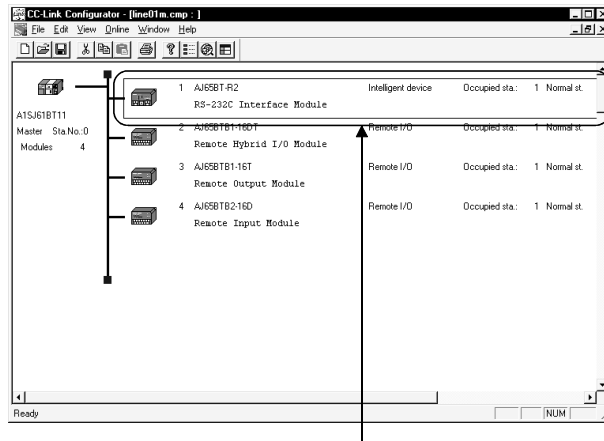 CC-Link Configurator - [line01m.cmp : ]
File Edit View Online Window Help
A1SJ61BT11
Master Sta.No.:0
Modules 4
1 AJ65BT-R2 Intelligent device Occupied sta.: 1 Normal st.
RS-232C Interface Module
2 AJ65BTB1-16DT Remote I/O Occupied sta.: 1 Normal st.
Remote Hybrid I/O Module
3 AJ65BTB1-16T Remote I/O Occupied sta.: 1 Normal st.
Remote Output Module
4 AJ65BTB2-16D Remote I/O Occupied sta.: 1 Normal st.
Remote Input Module
Ready NUM